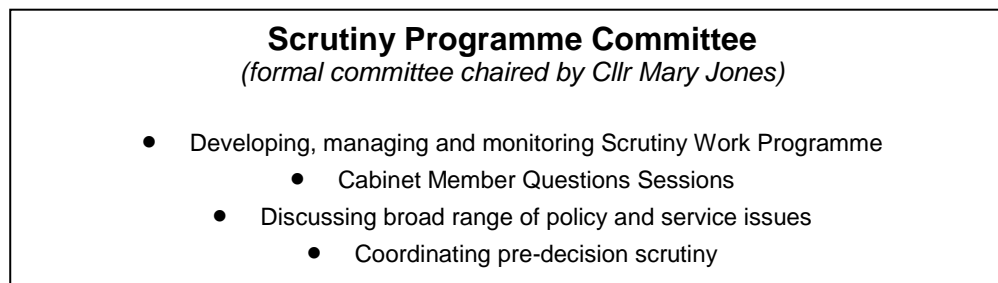 Scrutiny Programme Committee
(formal committee chaired by Cllr Mary Jones)
● Developing, managing and monitoring Scrutiny Work Programme
● Cabinet Member Questions Sessions
● Discussing broad range of policy and service issues
● Coordinating pre-decision scrutiny